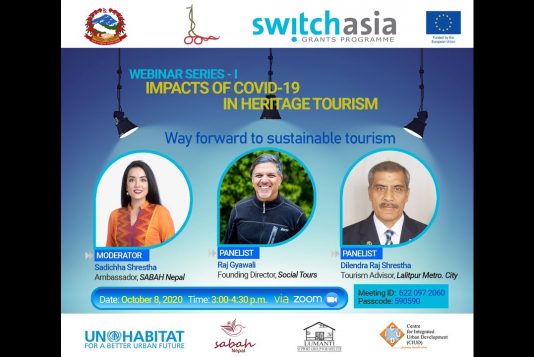 switchasia
GRANTS PROGRAMME
Funded by the
European Union
WEBINAR SERIES - I
IMPACTS OF COVID-19
IN HERITAGE TOURISM
Way forward to sustainable tourism
MODERATOR
Sadichha Shrestha
Ambassador, SABAH Nepal
PANELIST
Raj Gyawali
Founding Director, Social Tours
PANELIST
Dilendra Raj Shrestha
Tourism Advisor, Lalitpur Metro. City
Date: October 8, 2020 Time: 3:00-4:30 p.m. via zoom
Meeting ID: 622 097 2060
Passcode: 590590
UN HABITAT
FOR A BETTER URBAN FUTURE
sabah
Nepal
LUMANTI
Centre
for Integrated
Urban Development
(CIUD)